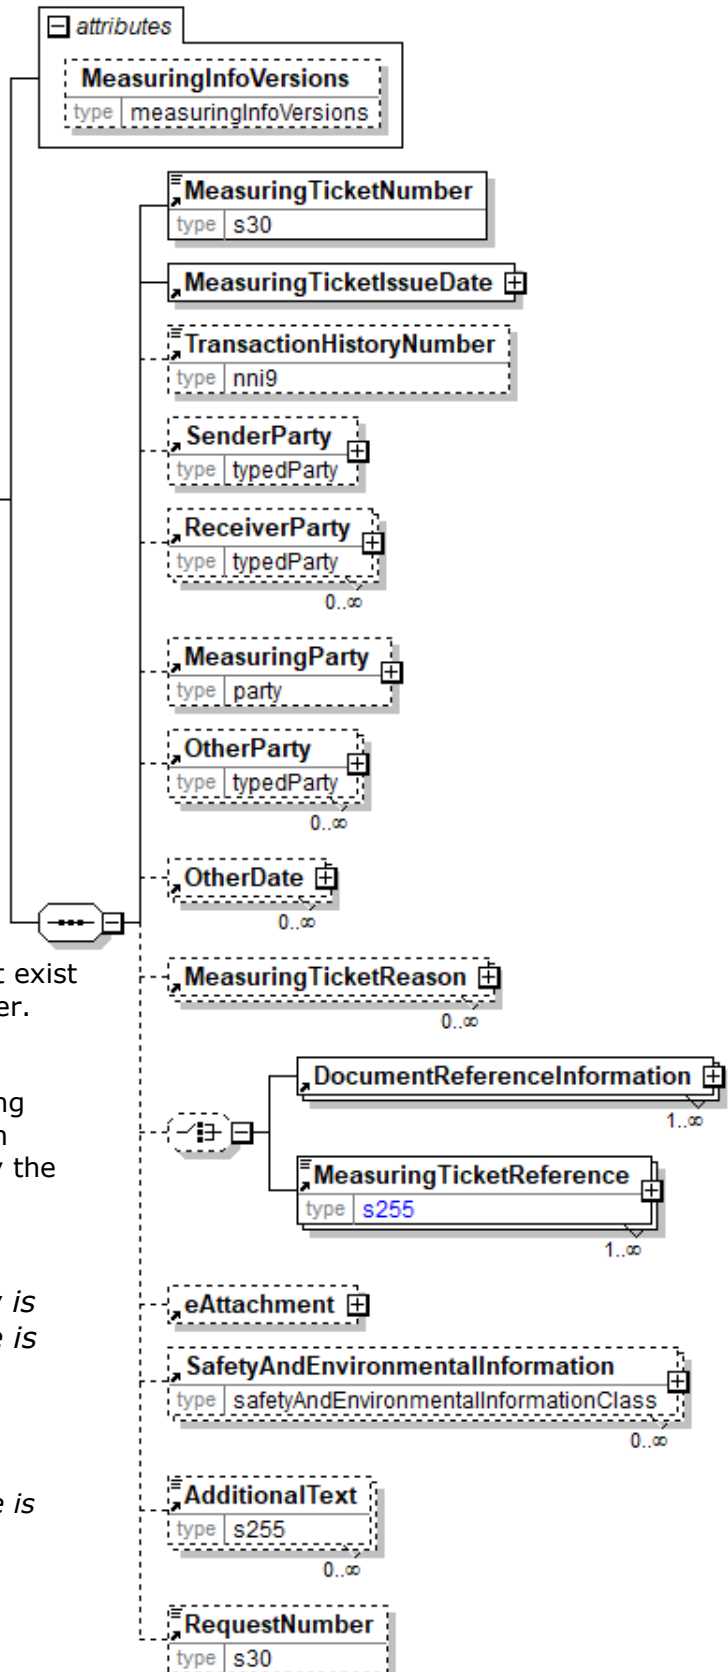 attributes
MeasuringInfoVersions
type measuringInfoVersions
MeasuringTicketNumber
type s30
MeasuringTicketIssueDate
TransactionHistoryNumber
type nni9
SenderParty
type typedParty
ReceiverParty
type typedParty
0..∞
MeasuringParty
type party
OtherParty
type typedParty
0..∞
OtherDate
0..∞
exist
er.
MeasuringTicketReason
0..∞
DocumentReferenceInformation
1..∞
ng
the
MeasuringTicketReference
type s255
1..∞
is
eAttachment
e is
SafetyAndEnvironmentalInformation
type safetyAndEnvironmentalInformationClass
0..∞
e is
AdditionalText
type s255
0..∞
RequestNumber
type s30